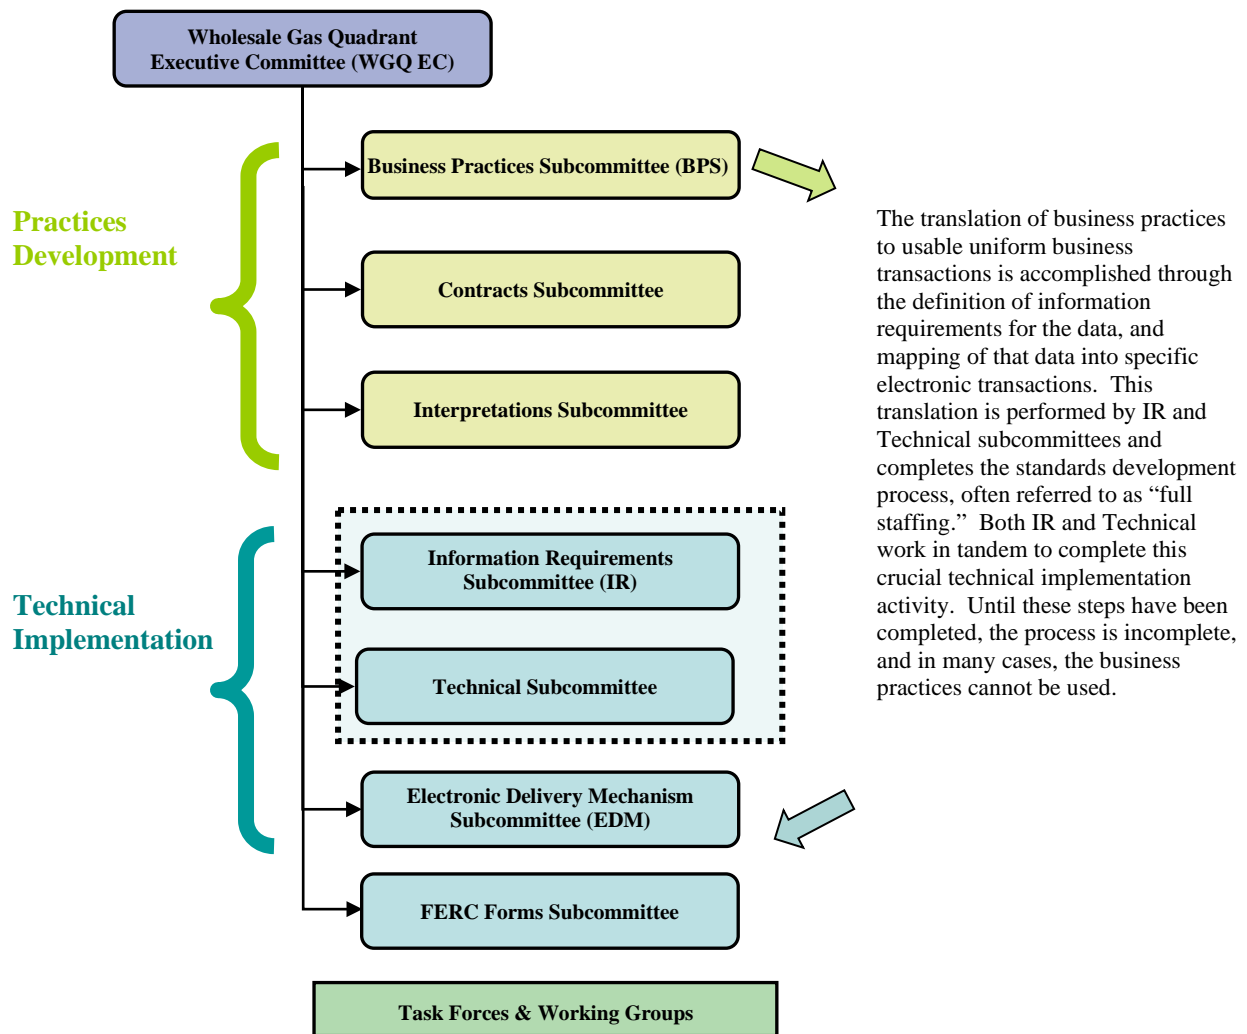 Wholesale Gas Quadrant
Executive Committee (WGQ EC)
Practices
Development
Business Practices Subcommittee (BPS)
Contracts Subcommittee
Interpretations Subcommittee
Technical
Implementation
Information Requirements
Subcommittee (IR)
Technical Subcommittee
Electronic Delivery Mechanism
Subcommittee (EDM)
FERC Forms Subcommittee
Task Forces & Working Groups
The translation of business practices
to usable uniform business
transactions is accomplished through
the definition of information
requirements for the data, and
mapping of that data into specific
electronic transactions.  This
translation is performed by IR and
Technical subcommittees and
completes the standards development
process, often referred to as “full
staffing.”  Both IR and Technical
work in tandem to complete this
crucial technical implementation
activity.  Until these steps have been
completed, the process is incomplete,
and in many cases, the business
practices cannot be used.